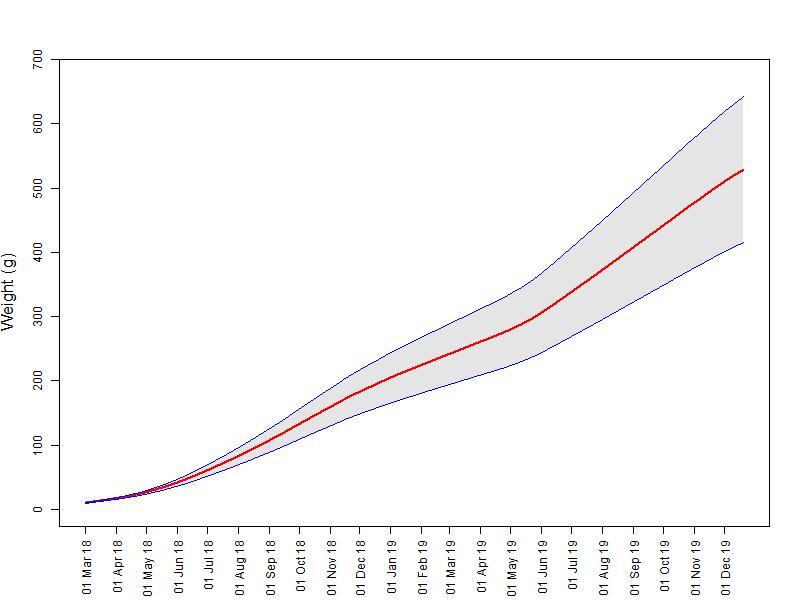 700
600
500
400
300
200
100
0
Weight (g)
01 Mar 18
01 Apr 18
01 May 18
01 Jun 18
01 Jul 18
01 Aug 18
01 Sep 18
01 Oct 18
01 Nov 18
01 Dec 18
01 Jan 19
01 Feb 19
01 Mar 19
01 Apr 19
01 May 19
01 Jun 19
01 Jul 19
01 Aug 19
01 Sep 19
01 Oct 19
01 Nov 19
01 Dec 19